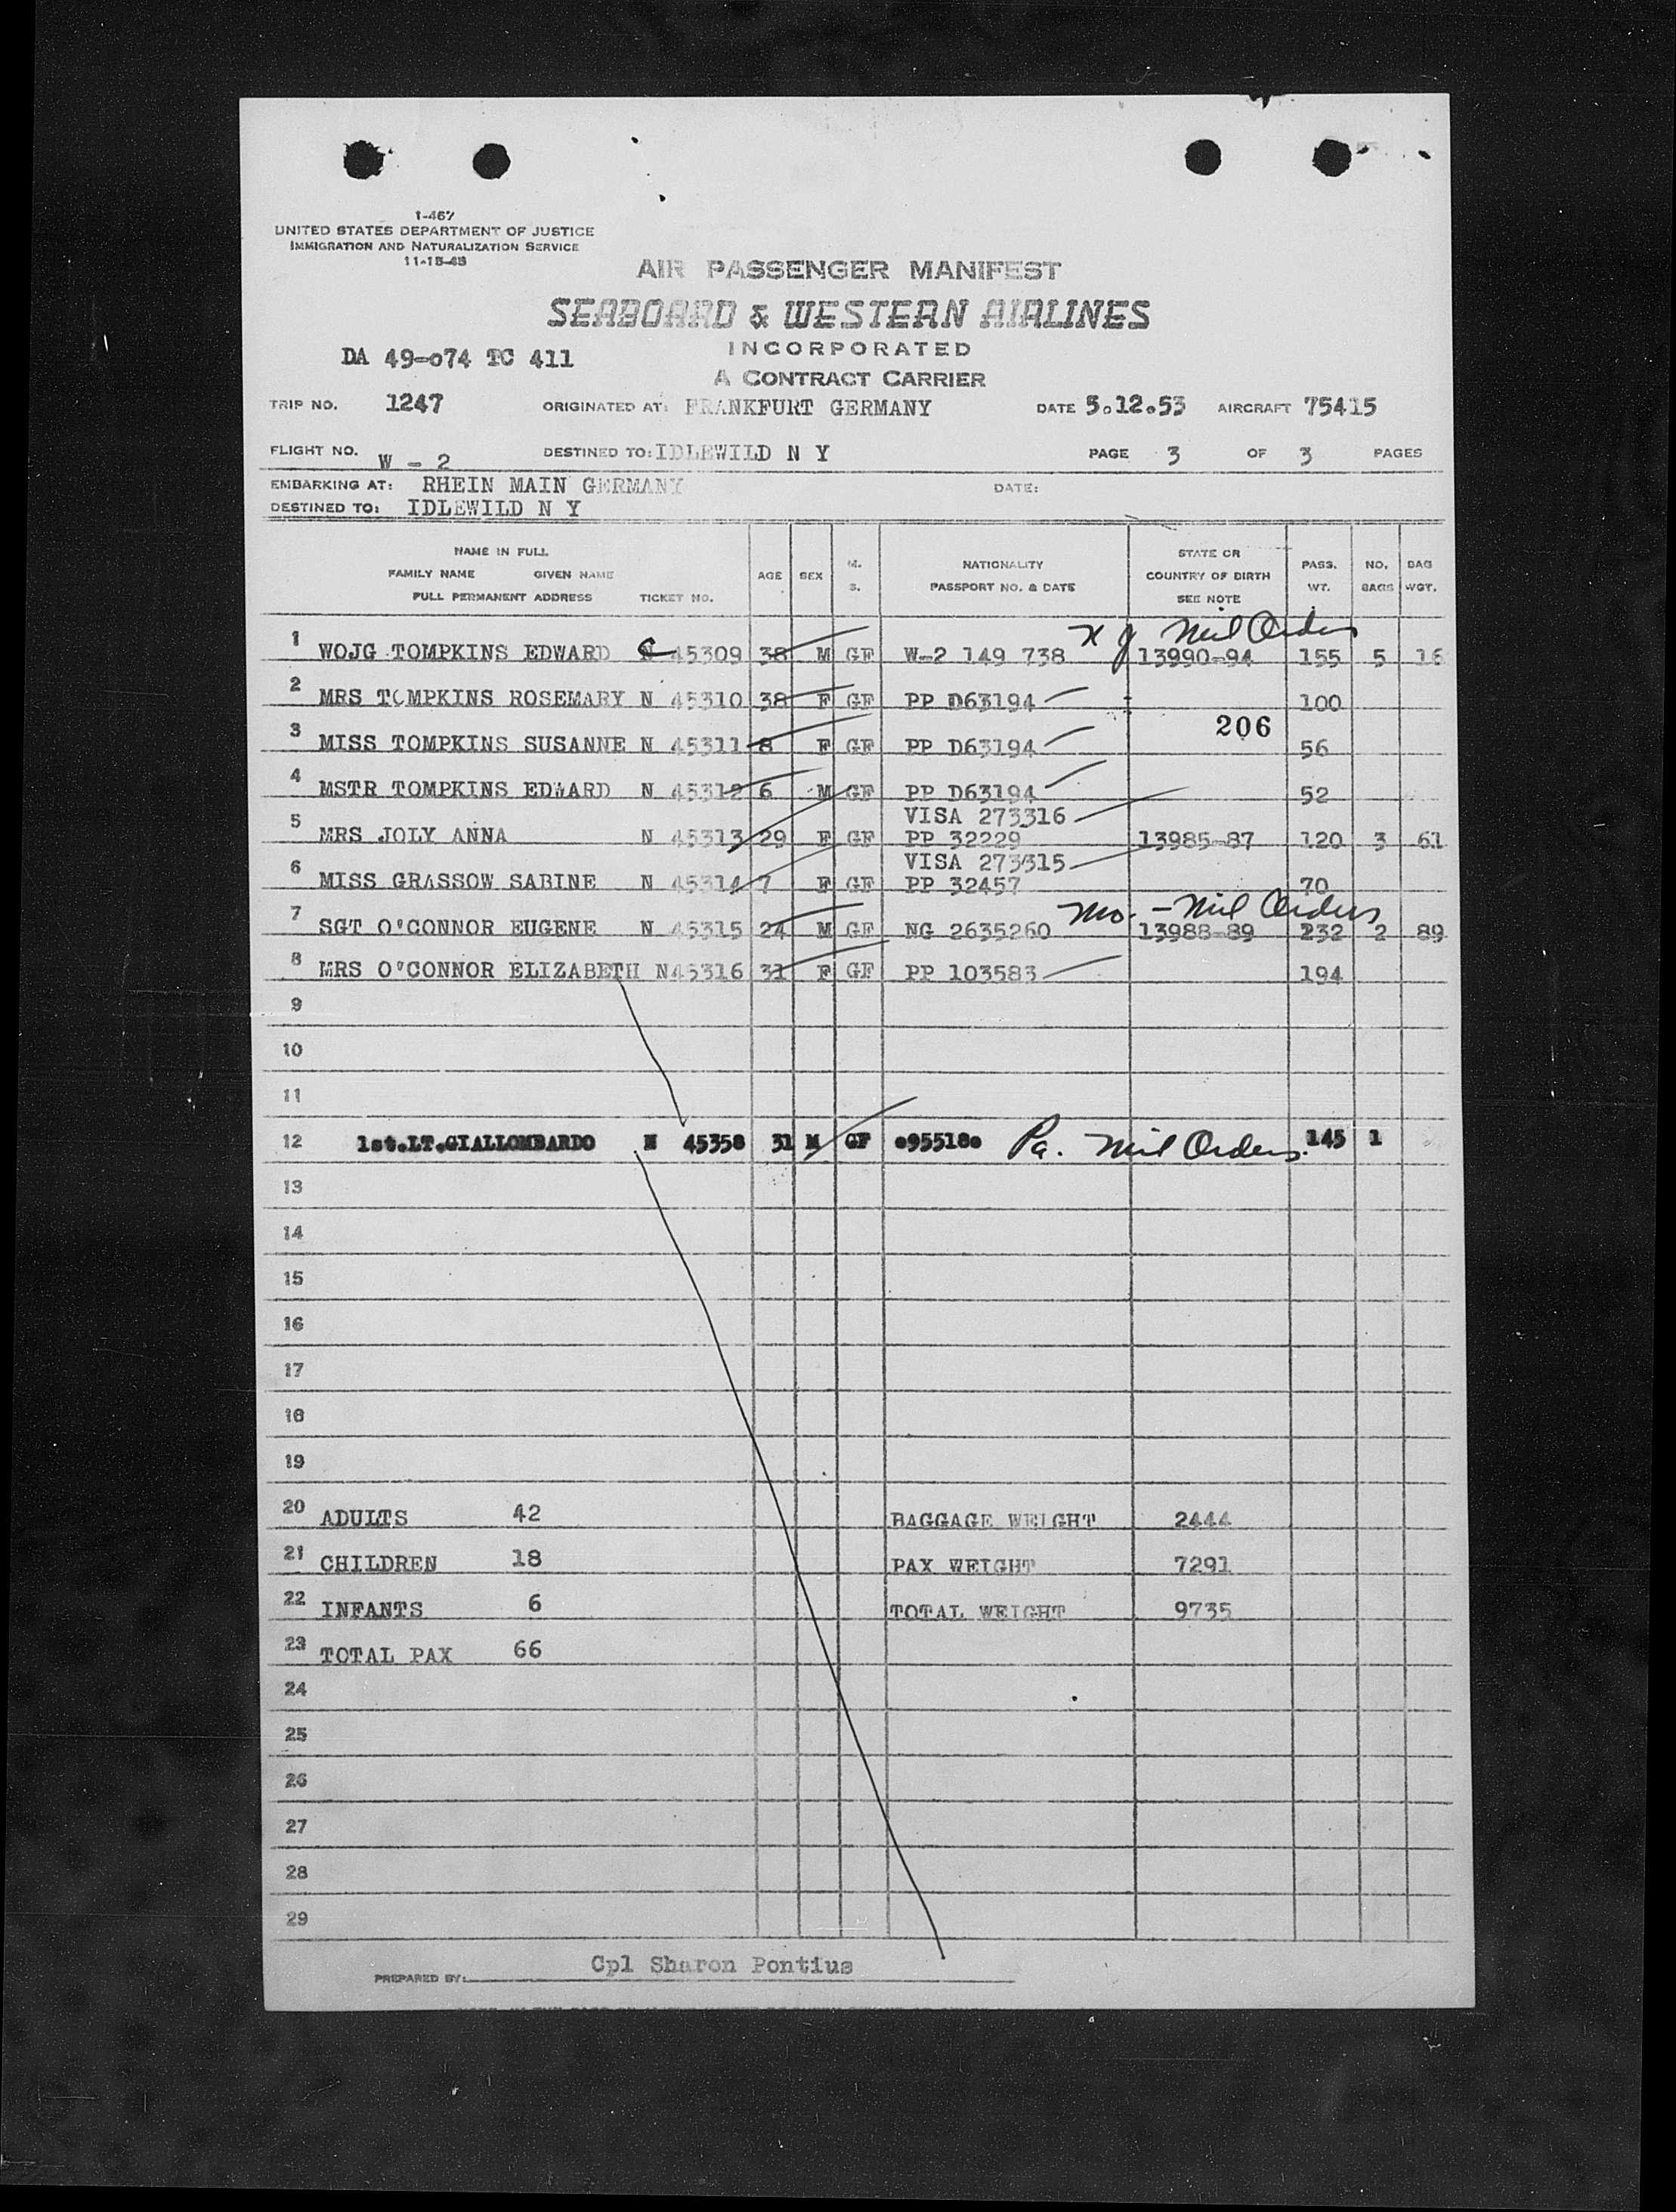 1-467
UNITED STATES DEPARTMENT OF JUSTICE
IMMIGRATION AND NATURALIZATION SERVICE
11-15-48
AIR PASSENGER MANIFEST
SEABOARD & WESTERN AIRLINES
INCORPORATED
A CONTRACT CARRIER
DA 49-074 TC 411
TRIP NO. 1247 ORIGINATED AT: FRANKFURT GERMANY DATE 5.12.53 AIRCRAFT 75415
FLIGHT NO. W - 2 DESTINED TO: IDLEWILD N Y PAGE 3 OF 3 PAGES
EMBARKING AT: RHEIN MAIN GERMANY DATE:
DESTINED TO: IDLEWILD N Y
NAME IN FULL
FAMILY NAME GIVEN NAME
FULL PERMANENT ADDRESS TICKET NO. AGE SEX M. S. NATIONALITY PASSPORT NO. & DATE STATE OR COUNTRY OF BIRTH SEE NOTE PASS. WT. NO. BAGS BAG WGT.
Mil Orders
1 WOJG TOMPKINS EDWARD N 45309 38 M GF W-2 149 738 13990-94 155 5 16
2 MRS TOMPKINS ROSEMARY N 45310 38 F GF PP D63194 100
206
3 MISS TOMPKINS SUSANNE N 45311 8 F GF PP D63194 56
4 MSTR TOMPKINS EDWARD N 45312 6 M GF PP D63194 52
VISA 273316
5 MRS JOLY ANNA N 45313 29 F GF PP 32229 13985-87 120 3 61
VISA 273315
6 MISS GRASSOW SABINE N 45314 7 F GF PP 32457 70
Mo. - Mil Orders
7 SGT O'CONNOR EUGENE N 45315 24 M GF NG 2635260 13988-89 232 2 89
8 MRS O'CONNOR ELIZABETH N45316 31 F GF PP 103583 194
9
10
11
12 1st.LT.GIALLOMBARDO N 45358 31 M GF 095518 Pa. Mil Orders. 145 1
13
14
15
16
17
18
19
20 ADULTS 42 BAGGAGE WEIGHT 2444
21 CHILDREN 18 PAX WEIGHT 7291
22 INFANTS 6 TOTAL WEIGHT 9735
23 TOTAL PAX 66
24
25
26
27
28
29
PREPARED BY: Cpl Sharon Pontius